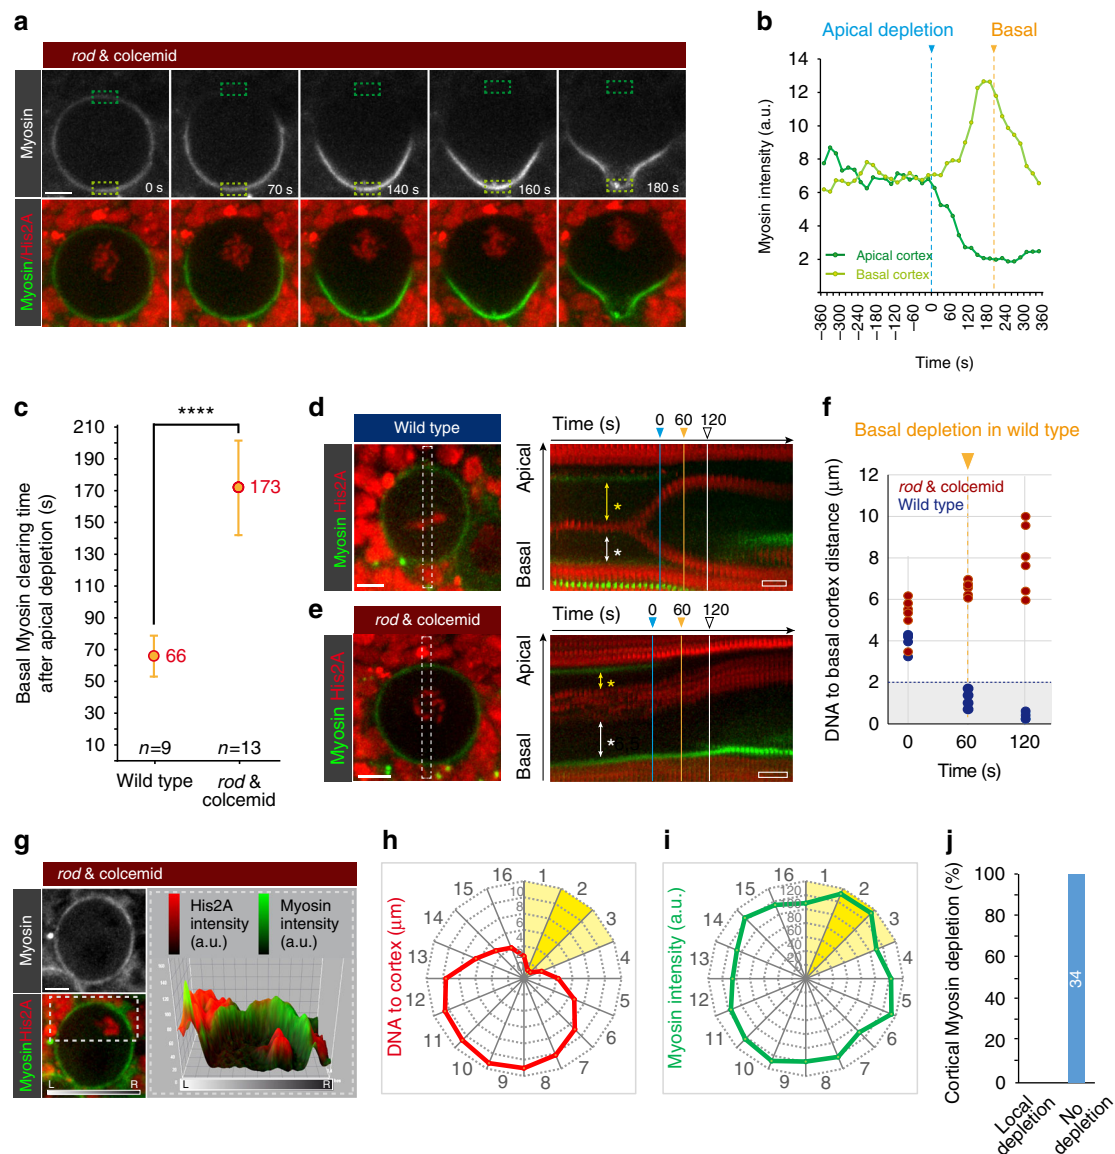 a
rod & colcemid
Myosin
0 s
70 s
140 s
160 s
180 s
Myosin/His2A
b
Apical depletion
Basal
Myosin intensity (a.u.)
14
12
10
8
6
4
2
Apical cortex
Basal cortex
–360
–300
–240
–180
–120
–60
0
60
120
180
240
300
360
Time (s)
c
Basal Myosin clearing time
after apical depletion (s)
210
190
170
150
130
110
90
70
50
30
10
****
66
173
n=9
n=13
Wild type
rod &
colcemid
d
Wild type
Myosin His2A
Time (s)
0
60
120
Apical
Basal
*
*
e
rod & colcemid
Myosin His2A
Time (s)
0
60
120
Apical
Basal
*
*
f
Basal depletion in wild type
DNA to basal cortex distance (μm)
12
10
8
6
4
2
0
rod & colcemid
Wild type
0
60
120
Time (s)
g
rod & colcemid
Myosin
Myosin His2A
L
R
His2A
intensity
(a.u.)
Myosin
intensity
(a.u.)
L
R
h
DNA to cortex (μm)
16
1
2
3
4
5
6
7
8
9
10
11
12
13
14
15
i
Myosin intensity (a.u.)
16
1
2
3
4
5
6
7
8
9
10
11
12
13
14
15
j
Cortical Myosin depletion (%)
100
80
60
40
20
0
34
Local
depletion
No
depletion